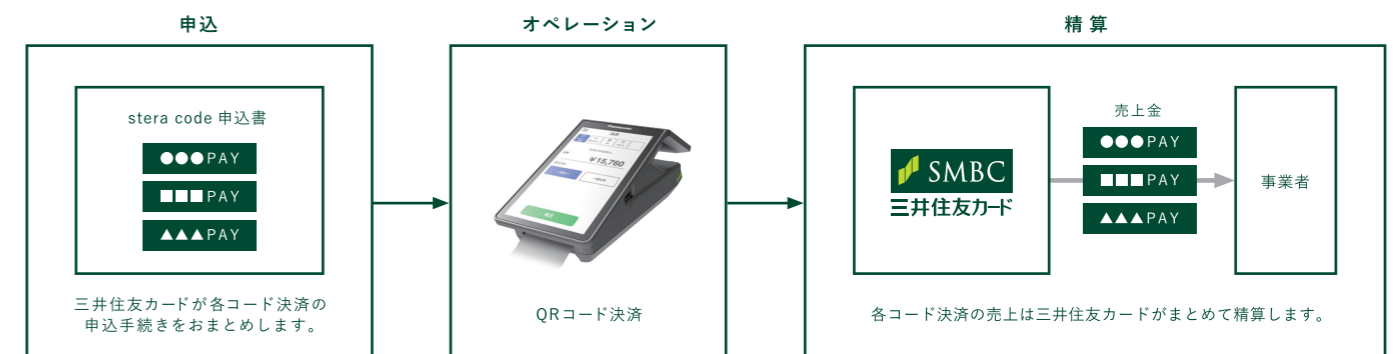 申込
オペレーション
精算
stera code 申込書
●●●PAY
■■■PAY
▲▲▲PAY
三井住友カードが各コード決済の
申込手続きをおまとめします。
¥15,760
QRコード決済
SMBC
三井住友カード
売上金
●●●PAY
■■■PAY
▲▲▲PAY
事業者
各コード決済の売上は三井住友カードがまとめて精算します。